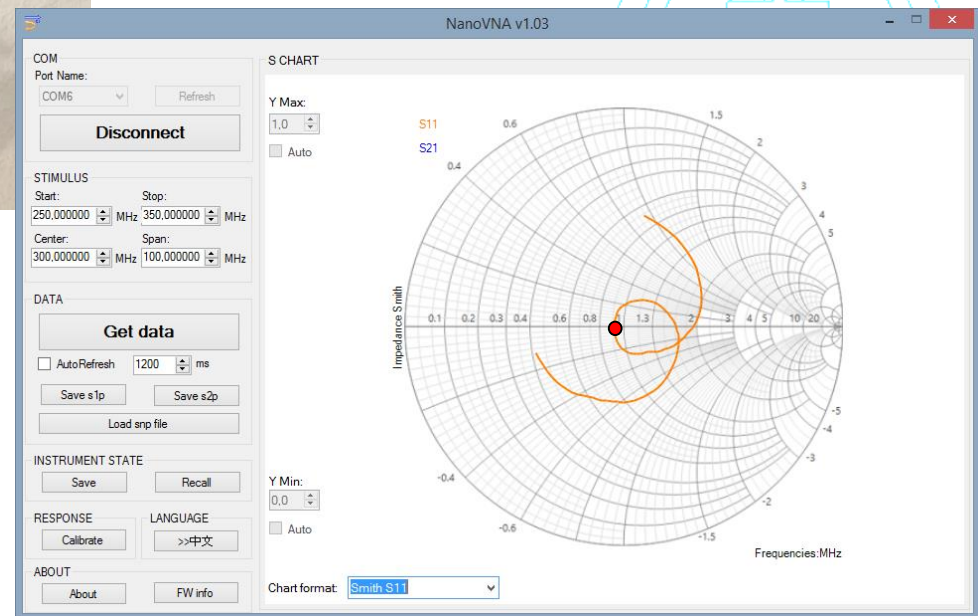 NanoVNA v1.03
COM
Port Name:
COM6
Refresh
Disconnect
STIMULUS
Start: Stop:
250,000000 MHz 350,000000 MHz
Center: Span:
300,000000 MHz 100,000000 MHz
DATA
Get data
AutoRefresh 1200 ms
Save s1p Save s2p
Load snp file
INSTRUMENT STATE
Save Recall
RESPONSE LANGUAGE
Calibrate >>中文
ABOUT
About FW info
S CHART
Y Max:
1,0
Auto
S11
S21
Impedance Smith
0.6 1.5
0.4 2
3
4
5
0.1 0.2 0.3 0.4 0.6 0.8 1 1.3 2 3 4 5 10 20
-5
-4
-3
-0.4 -2
-0.6 -1.5
Y Min:
0,0
Auto
Frequencies:MHz
Chart format: Smith S11